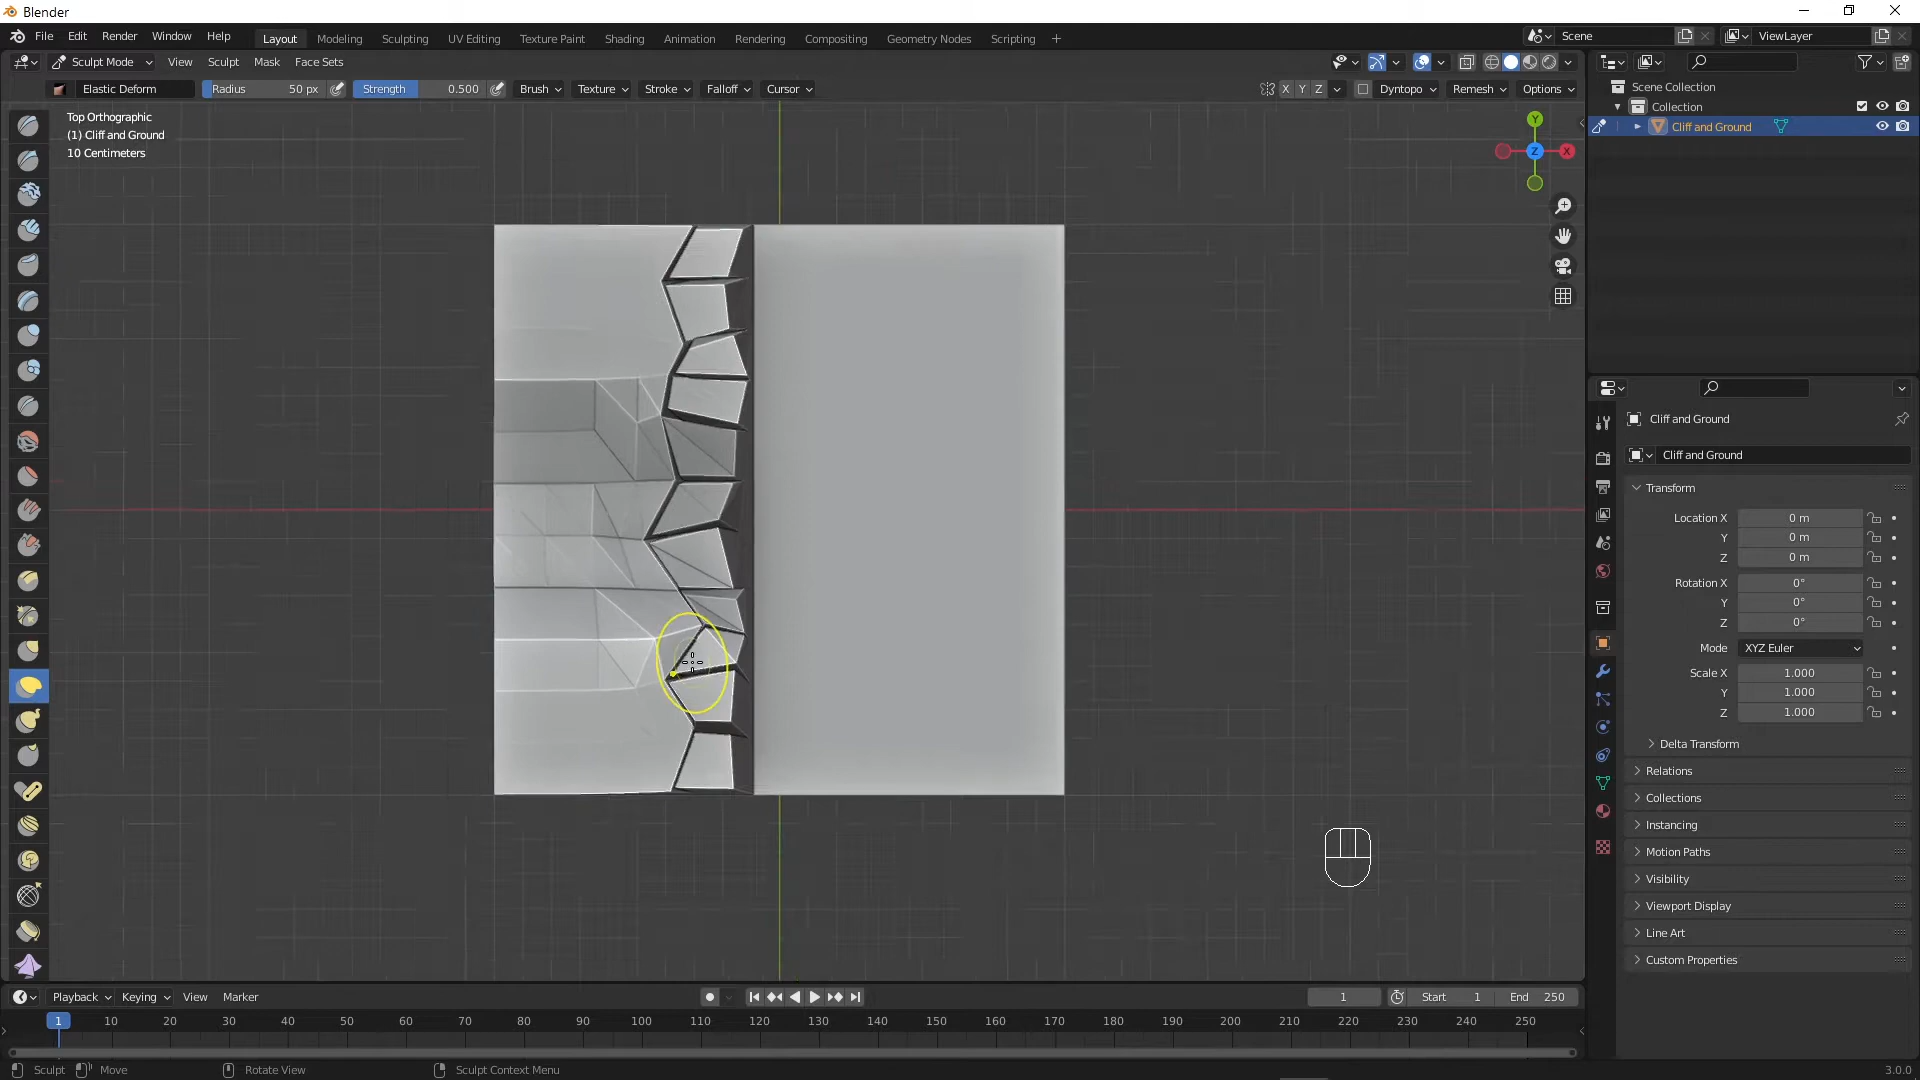 Blender
File Edit Render Window Help
Layout Modeling Sculpting UV Editing Texture Paint Shading Animation Rendering Compositing Geometry Nodes Scripting +
Scene
ViewLayer
Sculpt Mode View Sculpt Mask Face Sets
Elastic Deform Radius 50 px Strength 0.500 Brush Texture Stroke Falloff Cursor X Y Z Dyntopo Remesh Options
Top Orthographic
(1) Cliff and Ground
10 Centimeters
Y
Z X
Scene Collection
Collection
Cliff and Ground
Cliff and Ground
Cliff and Ground
Transform
Location X 0 m
Y 0 m
Z 0 m
Rotation X 0°
Y 0°
Z 0°
Mode XYZ Euler
Scale X 1.000
Y 1.000
Z 1.000
Delta Transform
Relations
Collections
Instancing
Motion Paths
Visibility
Viewport Display
Line Art
Custom Properties
Playback Keying View Marker
1 Start 1 End 250
1 10 20 30 40 50 60 70 80 90 100 110 120 130 140 150 160 170 180 190 200 210 220 230 240 250
Sculpt Move Rotate View Sculpt Context Menu 3.0.0